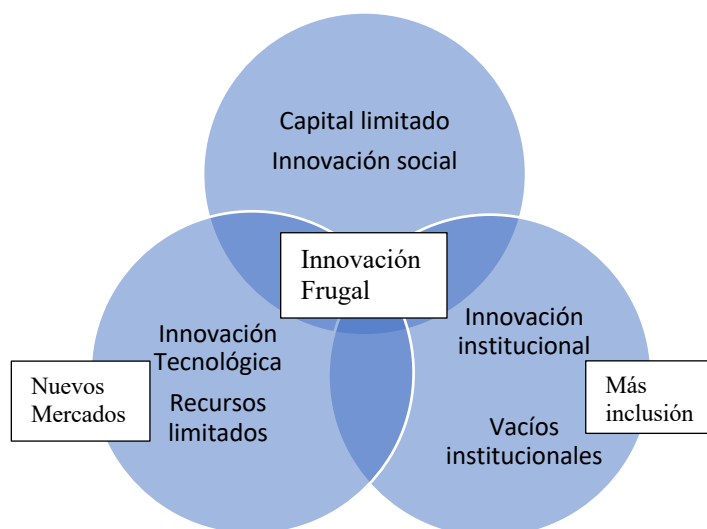 Capital limitado
Innovación social
Innovación
Frugal
Innovación
Tecnológica
Recursos
limitados
Innovación
institucional
Vacíos
institucionales
Nuevos
Mercados
Más
inclusión